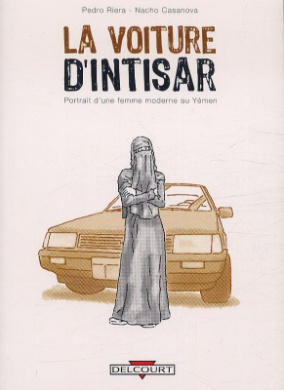 Pedro Riera - Nacho Casanova
LA VOITURE
D'INTISAR
Portrait d'une femme moderne au Yémen
DELCOURT